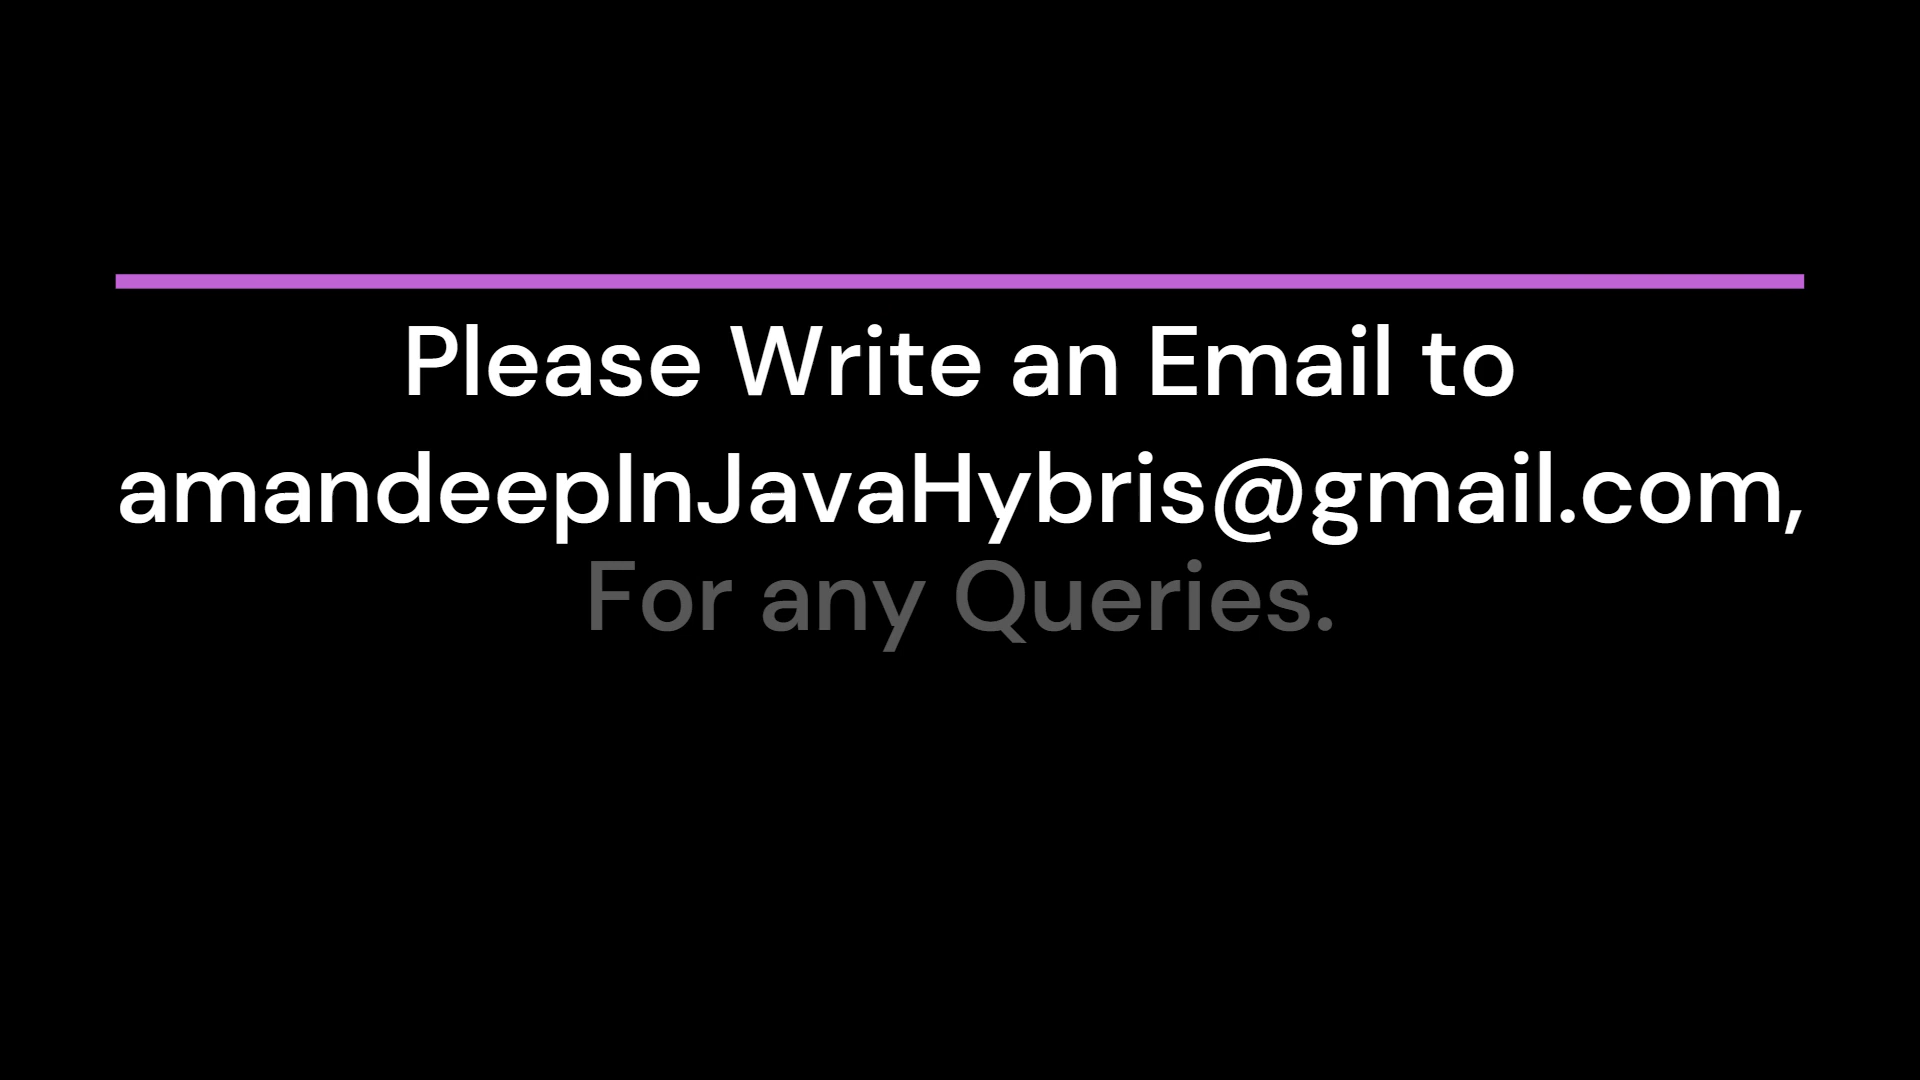 Please Write an Email to
amandeepInJavaHybris@gmail.com,
For any Queries.